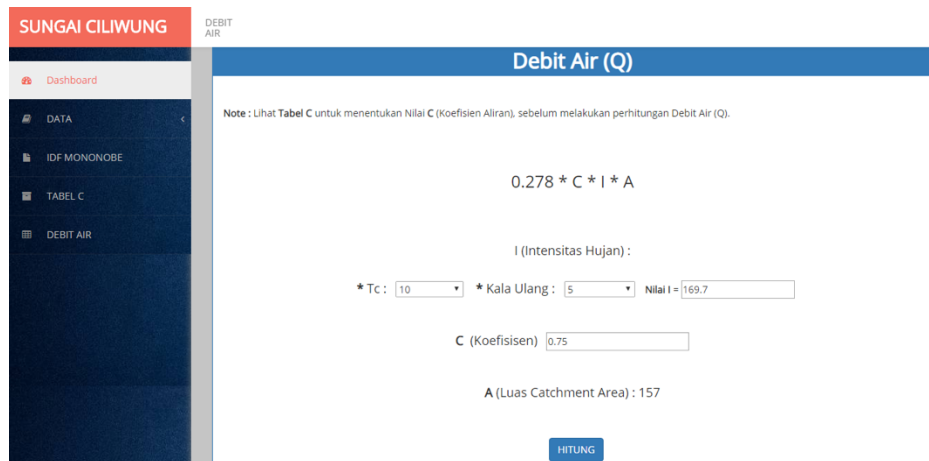 SUNGAI CILIWUNG
DEBIT
AIR
Dashboard
DATA
IDF MONONOBE
TABEL C
DEBIT AIR
Debit Air (Q)
Note : Lihat Tabel C untuk menentukan Nilai C (Koefisien Aliran), sebelum melakukan perhitungan Debit Air (Q).
0.278 * C * I * A
I (Intensitas Hujan) :
* Tc : 10 * Kala Ulang : 5 Nilai I = 169.7
C (Koefisisen) 0.75
A (Luas Catchment Area) : 157
HITUNG